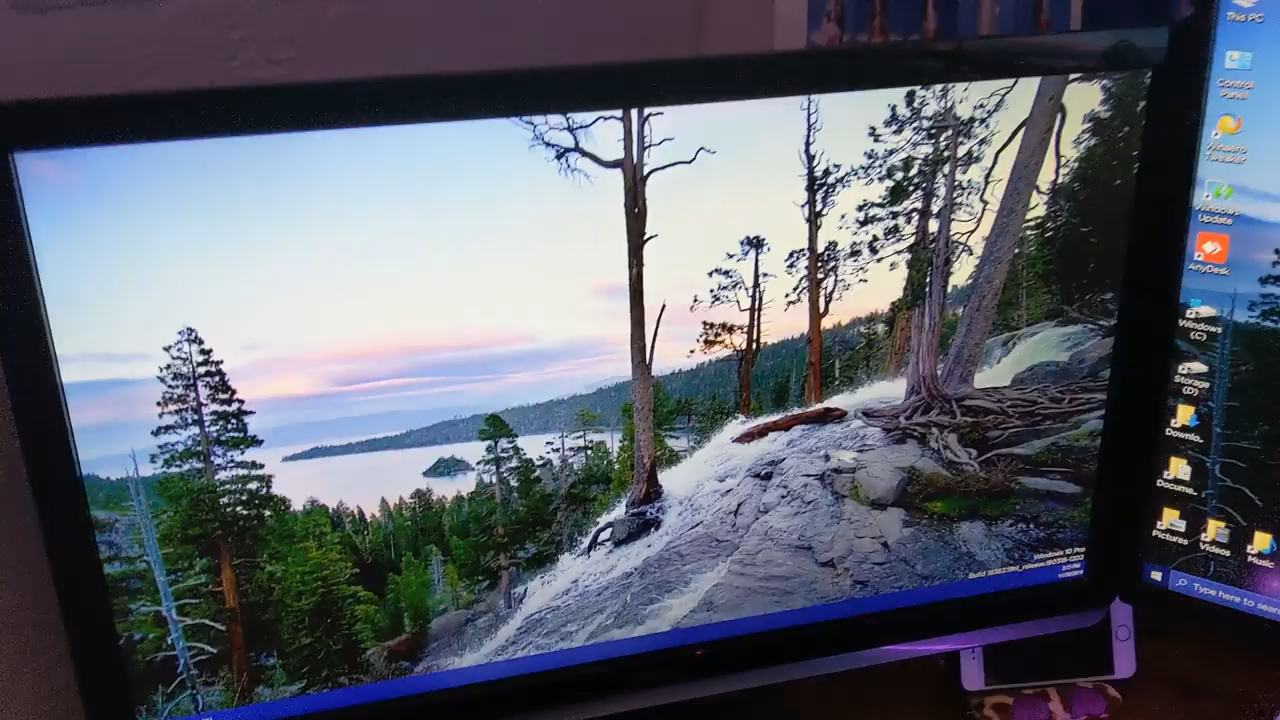 This PC
Control
Panel
Winaero
Tweaker
Windows
Update
AnyDesk
Windows
(C)
Storage
(D)
Downlo...
Docume...
Pictures
Videos
Music
Windows 10 Pro
Type here to sea